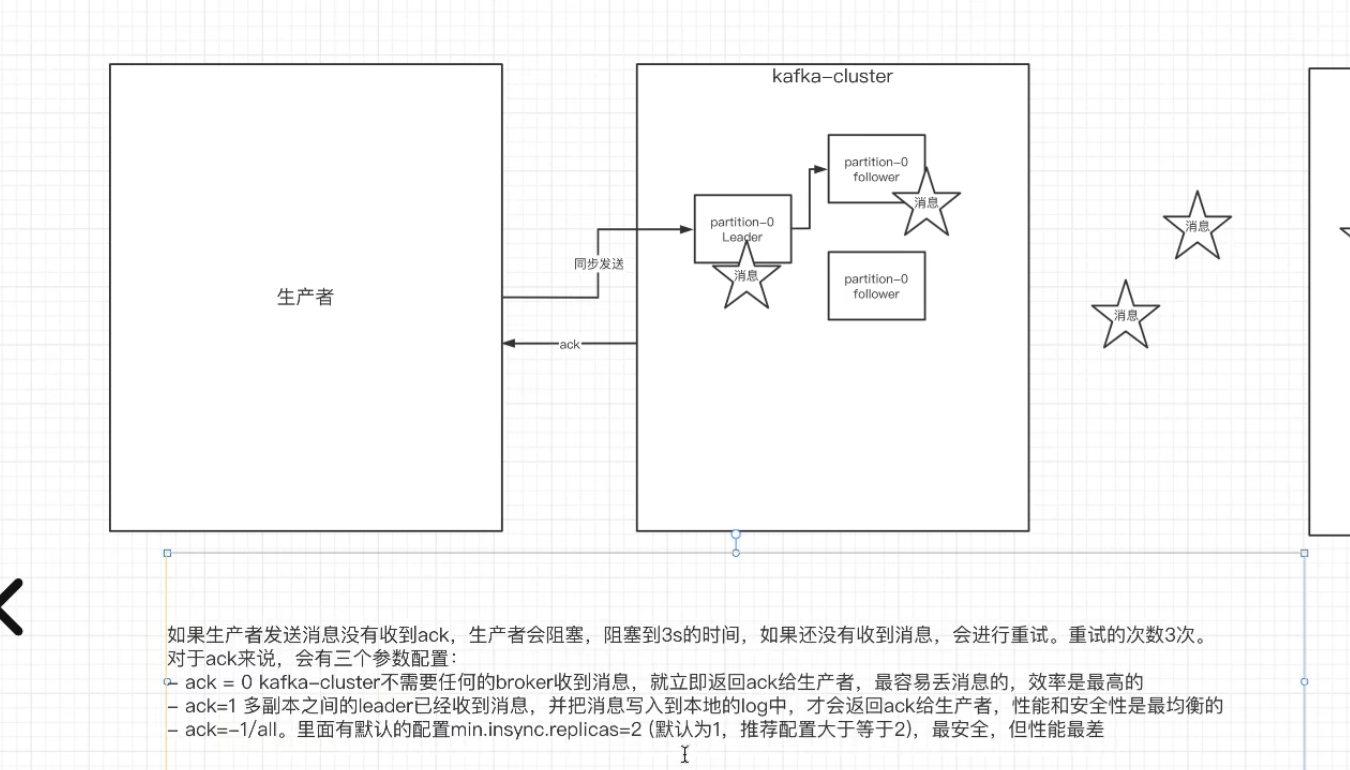 kafka-cluster
partition-0
follower
消息
partition-0
Leader
消息
同步发送
生产者
partition-0
follower
ack
消息
消息
如果生产者发送消息没有收到ack，生产者会阻塞，阻塞到3s的时间，如果还没有收到消息，会进行重试。重试的次数3次。
对于ack来说，会有三个参数配置：
- ack = 0 kafka-cluster不需要任何的broker收到消息，就立即返回ack给生产者，最容易丢消息的，效率是最高的
- ack=1 多副本之间的leader已经收到消息，并把消息写入到本地的log中，才会返回ack给生产者，性能和安全性是最均衡的
- ack=-1/all。里面有默认的配置min.insync.replicas=2 (默认为1，推荐配置大于等于2)，最安全，但性能最差